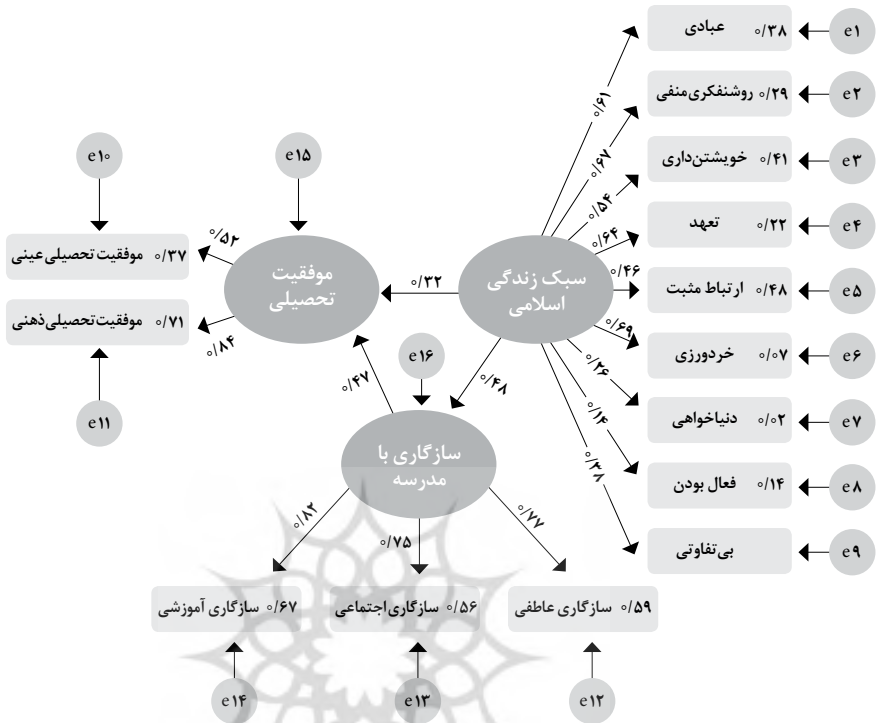 ۰/۳۸ عبادی
e۱
۰/۶۱
۰/۲۹ روشنفکری‌منفی
e۲
۰/۶۷
۰/۴۱ خویشتن‌داری
e۳
۰/۵۴
۰/۲۲ تعهد
e۴
۰/۶۴
۰/۴۸ ارتباط مثبت
e۵
۰/۴۶
۰/۰۷ خردورزی
e۶
۰/۶۹
۰/۰۲ دنیاخواهی
e۷
۰/۲۶
۰/۱۴ فعال بودن
e۸
۰/۱۴
بی‌تفاوتی
e۹
۰/۳۸
سبک زندگی
اسلامی
۰/۳۲
e۱۵
موفقیت
تحصیلی
e۱۰
۰/۵۲
۰/۳۷ موفقیت تحصیلی عینی
۰/۸۴
۰/۷۱ موفقیت‌تحصیلی‌ذهنی
e۱۱
۰/۴۷
e۱۶
۰/۴۸
سازگاری با
مدرسه
۰/۷۷
۰/۷۵
۰/۸۲
۰/۵۹ سازگاری عاطفی
۰/۵۶ سازگاری‌اجتماعی
۰/۶۷ سازگاری آموزشی
e۱۲
e۱۳
e۱۴